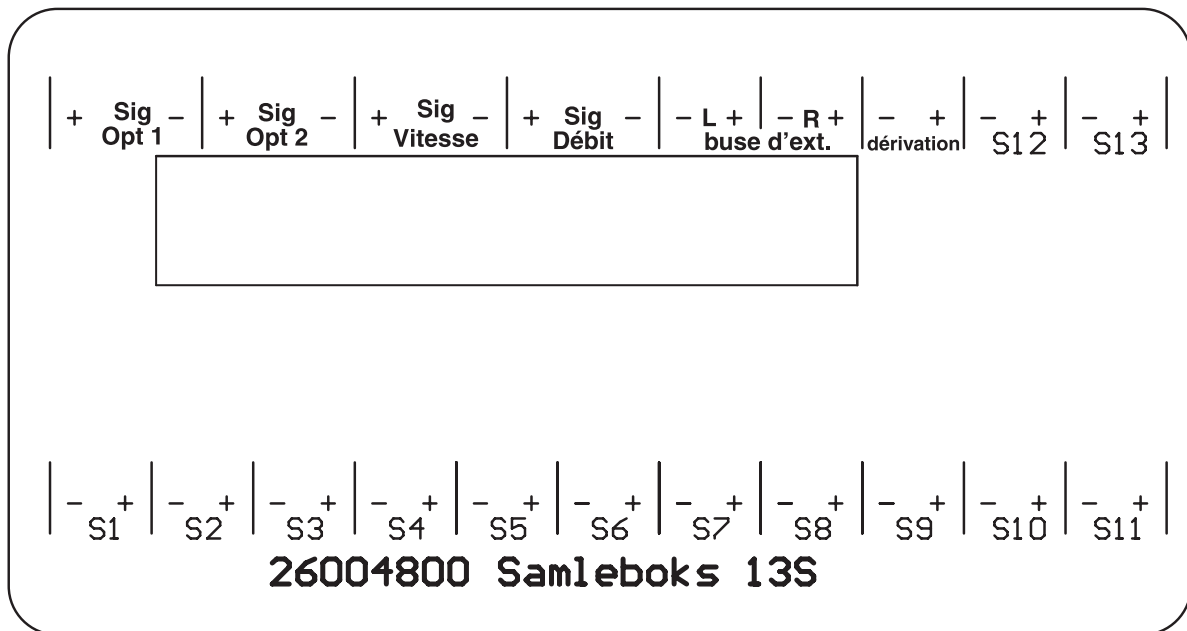 + Sig - + Sig - + Sig - + Sig - - L + - R + - + - + - +
Opt 1 Opt 2 Vitesse Débit buse d'ext. dérivation S12 S13
- + - + - + - + - + - + - + - + - + - + - +
S1 S2 S3 S4 S5 S6 S7 S8 S9 S10 S11
26004800 Samleboks 13S